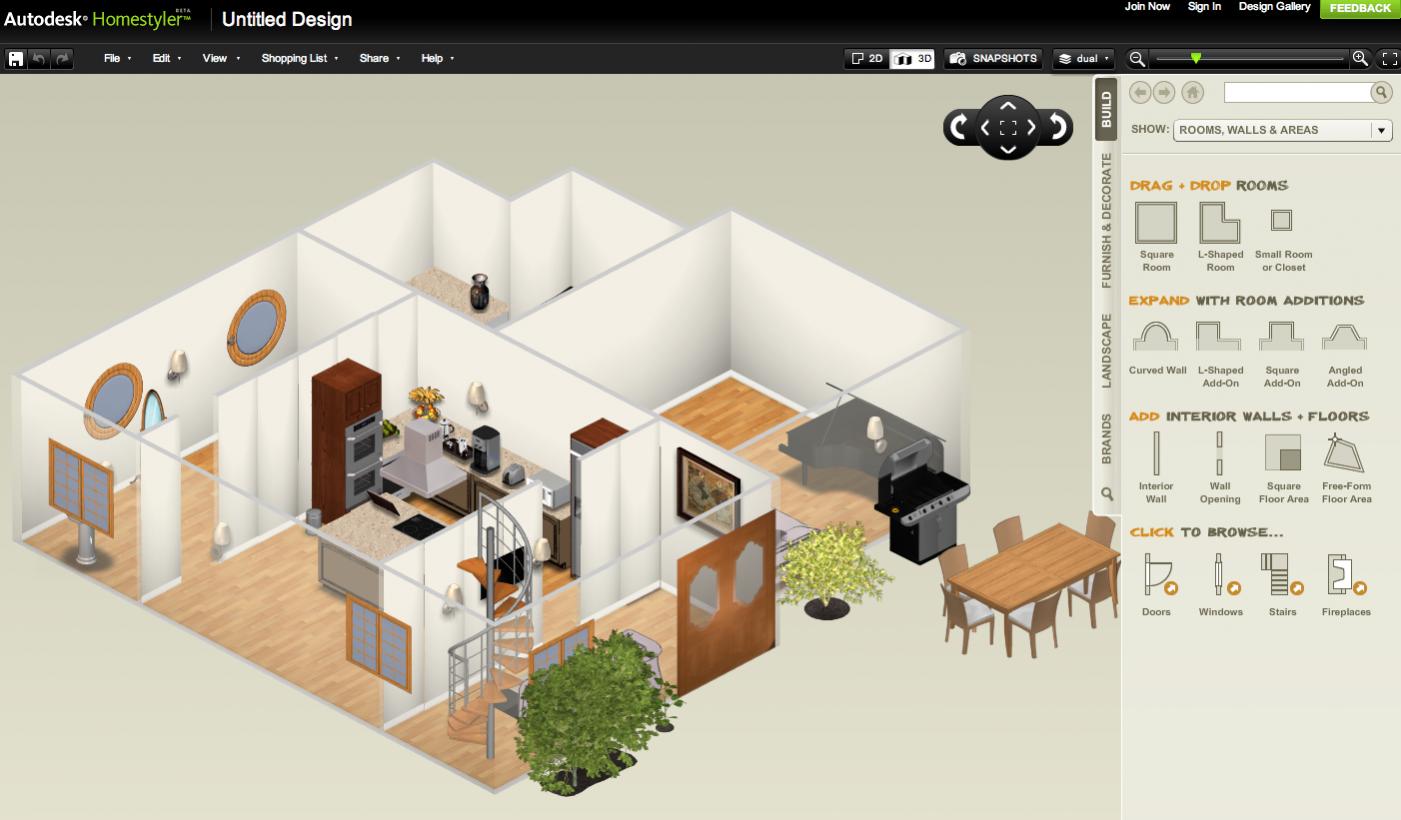 Autodesk® Homestyler™ BETA
Untitled Design
Join Now Sign In Design Gallery FEEDBACK
File Edit View Shopping List Share Help
2D 3D SNAPSHOTS dual
BUILD
FURNISH & DECORATE
LANDSCAPE
BRANDS
SHOW: ROOMS, WALLS & AREAS
DRAG + DROP ROOMS
Square Room
L-Shaped Room
Small Room or Closet
EXPAND WITH ROOM ADDITIONS
Curved Wall
L-Shaped Add-On
Square Add-On
Angled Add-On
ADD INTERIOR WALLS + FLOORS
Interior Wall
Wall Opening
Square Floor Area
Free-Form Floor Area
CLICK TO BROWSE...
Doors Windows Stairs Fireplaces